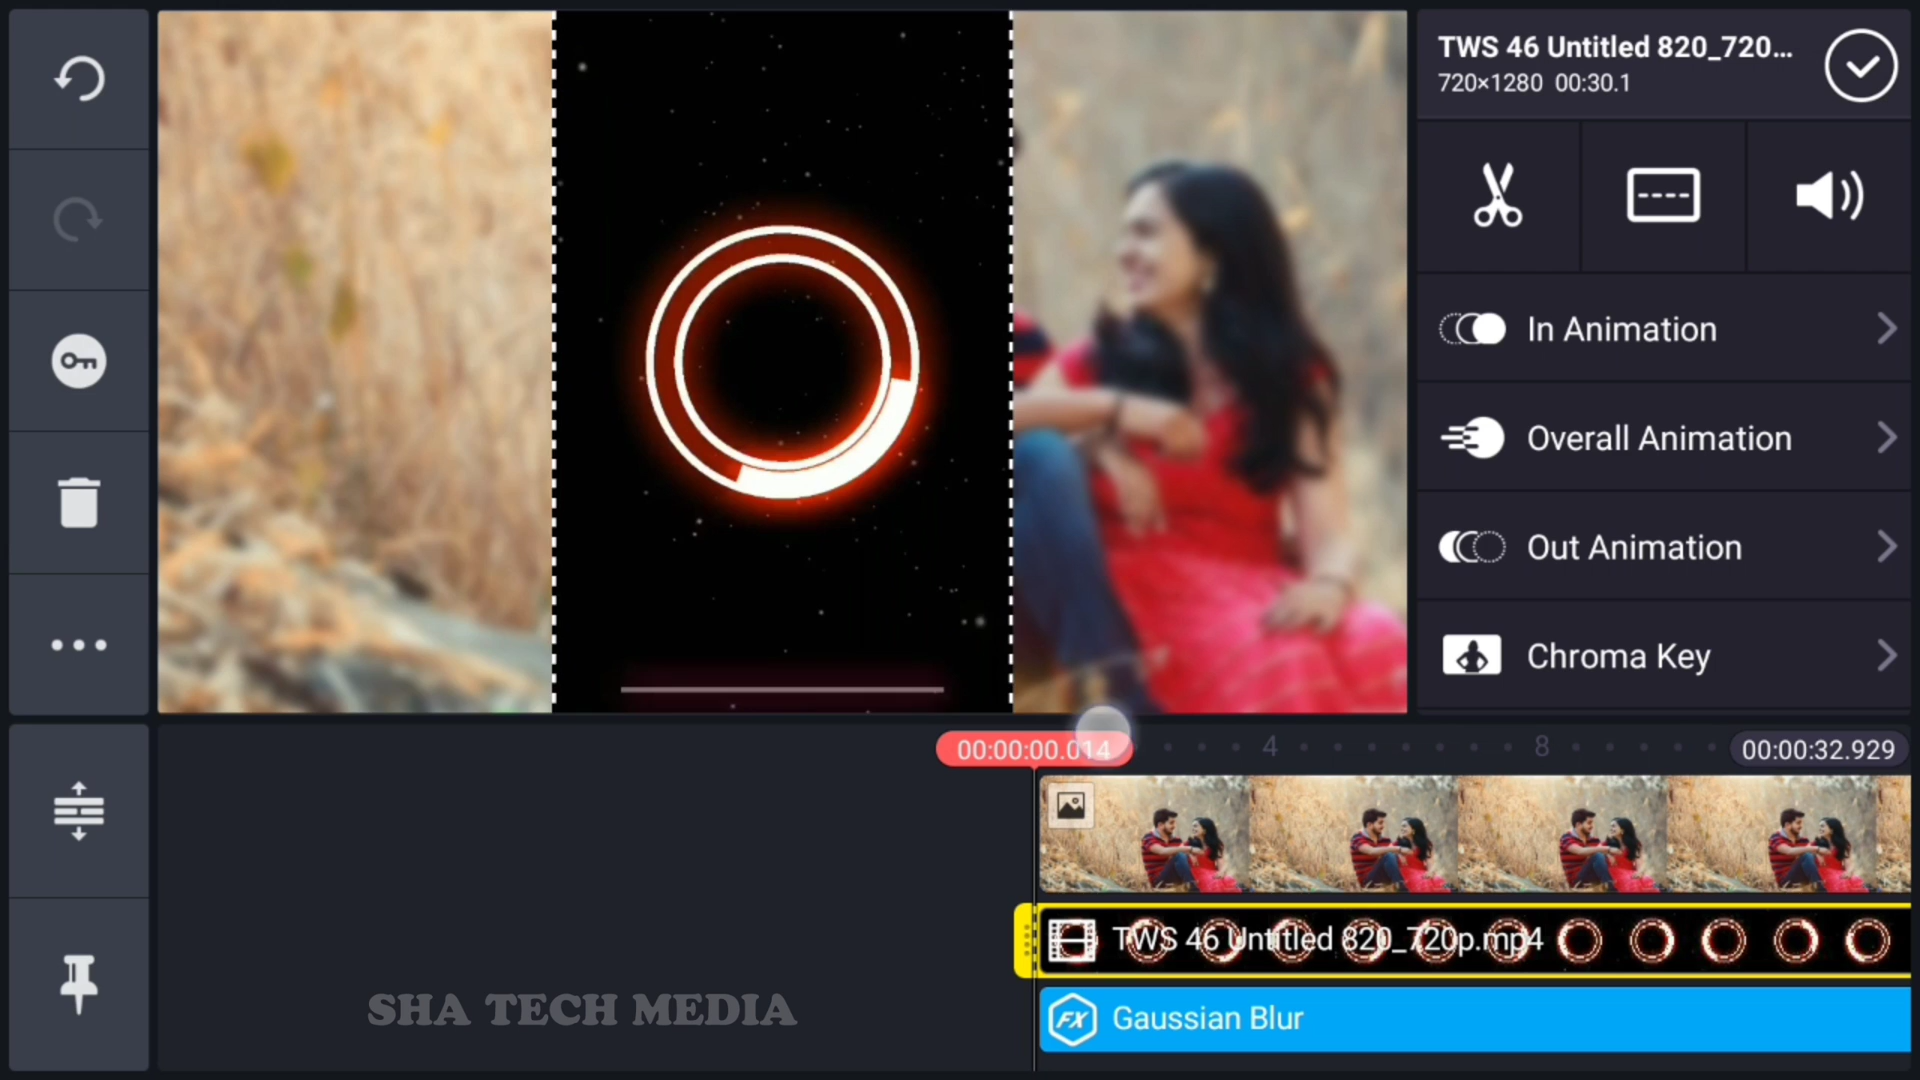 TWS 46 Untitled 820_720...
720×1280 00:30.1
In Animation
Overall Animation
Out Animation
Chroma Key
00:00:00.014
4
8
00:00:32.929
TWS 46 Untitled 820_720p.mp4
FX Gaussian Blur
SHA TECH MEDIA